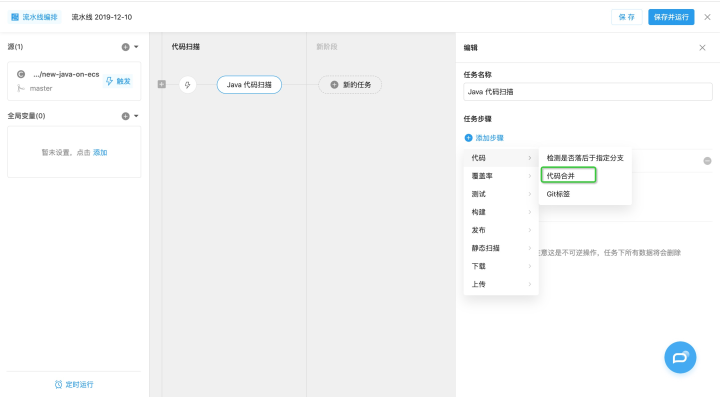 流水线编排 流水线 2019-12-10 保存 保存并运行
源(1)
.../new-java-on-ecs
触发
master
全局变量(0)
暂未设置，点击 添加
定时运行
代码扫描 新阶段
Java 代码扫描 新的任务
编辑
任务名称
Java 代码扫描
任务步骤
添加步骤
代码
覆盖率
测试
构建
发布
静态扫描
下载
上传
检测是否落后于指定分支
代码合并
Git标签
意这是不可逆操作，任务下所有数据将会删除